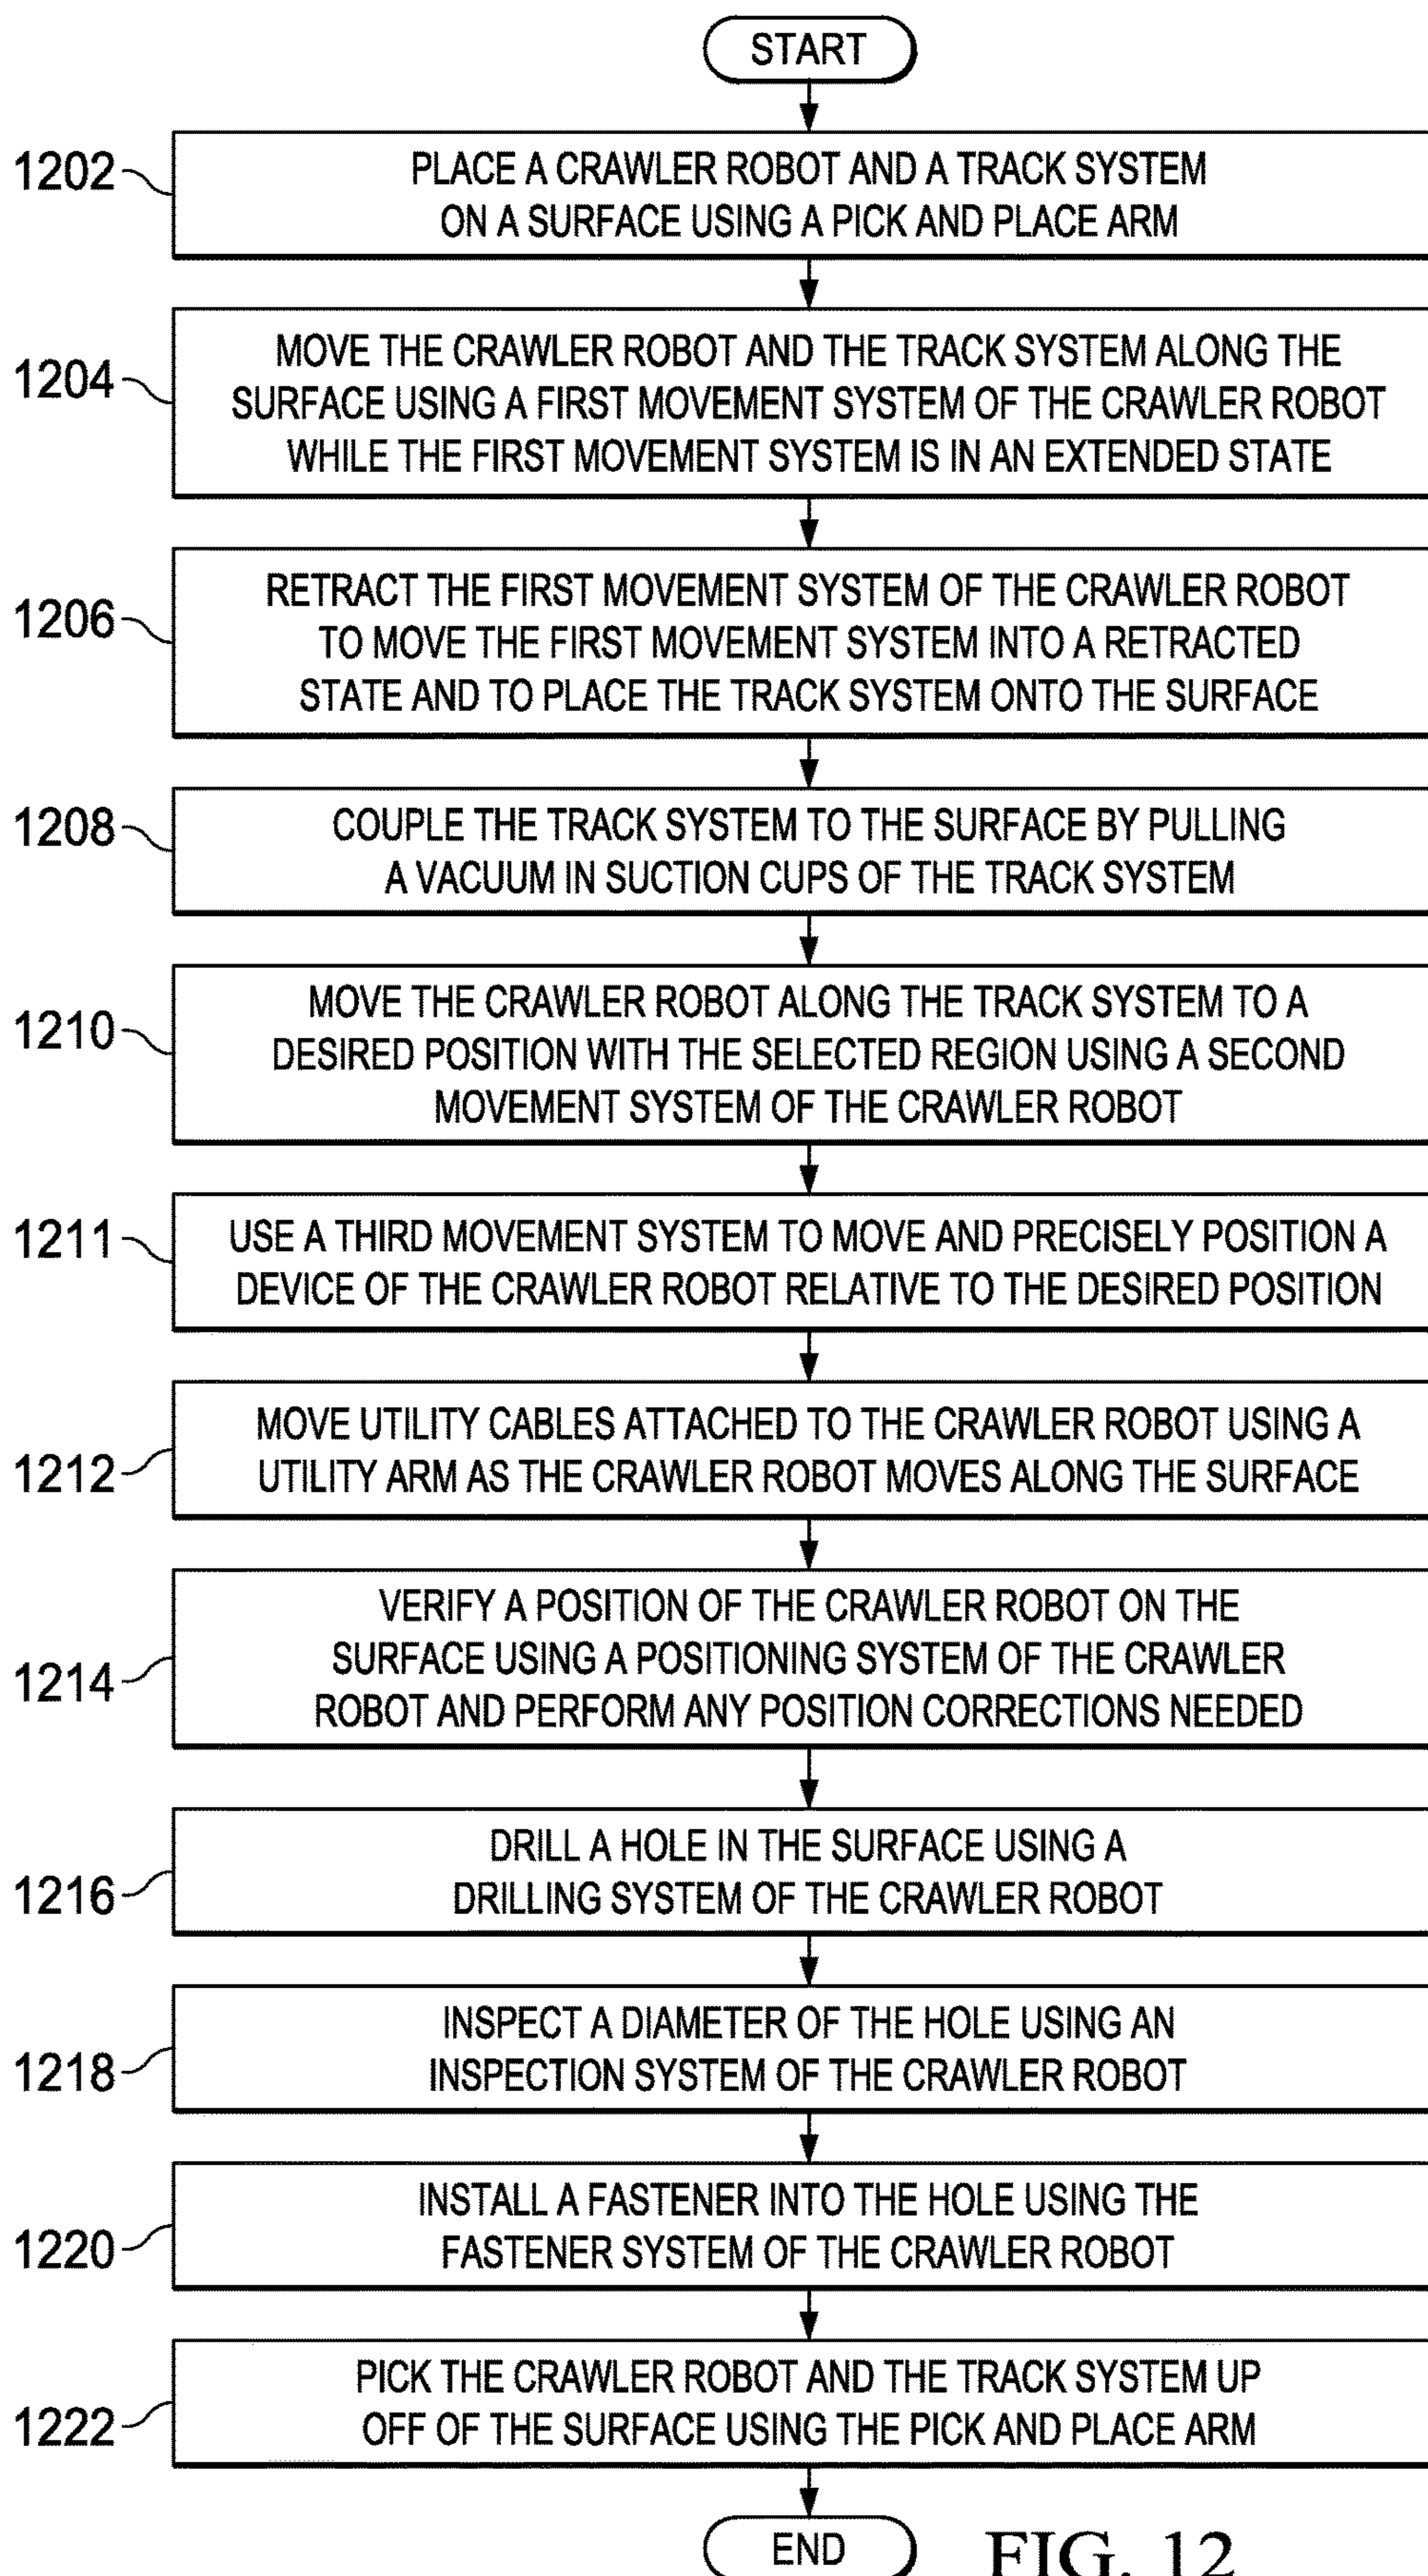 START
1202
PLACE A CRAWLER ROBOT AND A TRACK SYSTEM
ON A SURFACE USING A PICK AND PLACE ARM
1204
MOVE THE CRAWLER ROBOT AND THE TRACK SYSTEM ALONG THE
SURFACE USING A FIRST MOVEMENT SYSTEM OF THE CRAWLER ROBOT
WHILE THE FIRST MOVEMENT SYSTEM IS IN AN EXTENDED STATE
1206
RETRACT THE FIRST MOVEMENT SYSTEM OF THE CRAWLER ROBOT
TO MOVE THE FIRST MOVEMENT SYSTEM INTO A RETRACTED
STATE AND TO PLACE THE TRACK SYSTEM ONTO THE SURFACE
1208
COUPLE THE TRACK SYSTEM TO THE SURFACE BY PULLING
A VACUUM IN SUCTION CUPS OF THE TRACK SYSTEM
1210
MOVE THE CRAWLER ROBOT ALONG THE TRACK SYSTEM TO A
DESIRED POSITION WITH THE SELECTED REGION USING A SECOND
MOVEMENT SYSTEM OF THE CRAWLER ROBOT
1211
USE A THIRD MOVEMENT SYSTEM TO MOVE AND PRECISELY POSITION A
DEVICE OF THE CRAWLER ROBOT RELATIVE TO THE DESIRED POSITION
1212
MOVE UTILITY CABLES ATTACHED TO THE CRAWLER ROBOT USING A
UTILITY ARM AS THE CRAWLER ROBOT MOVES ALONG THE SURFACE
1214
VERIFY A POSITION OF THE CRAWLER ROBOT ON THE
SURFACE USING A POSITIONING SYSTEM OF THE CRAWLER
ROBOT AND PERFORM ANY POSITION CORRECTIONS NEEDED
1216
DRILL A HOLE IN THE SURFACE USING A
DRILLING SYSTEM OF THE CRAWLER ROBOT
1218
INSPECT A DIAMETER OF THE HOLE USING AN
INSPECTION SYSTEM OF THE CRAWLER ROBOT
1220
INSTALL A FASTENER INTO THE HOLE USING THE
FASTENER SYSTEM OF THE CRAWLER ROBOT
1222
PICK THE CRAWLER ROBOT AND THE TRACK SYSTEM UP
OFF OF THE SURFACE USING THE PICK AND PLACE ARM
END
FIG. 12